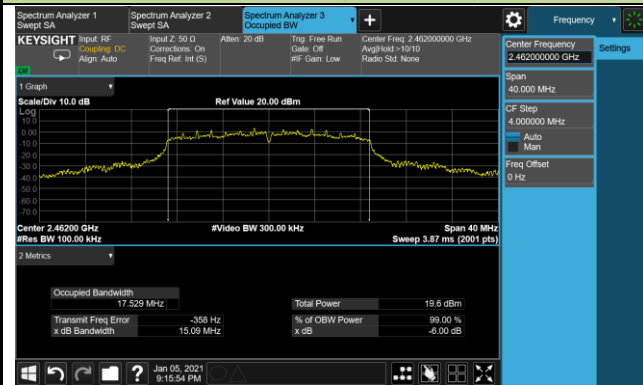 Spectrum Analyzer 1
Swept SA
Spectrum Analyzer 2
Swept SA
Spectrum Analyzer 3
Occupied BW
Frequency
KEYSIGHT
Input: RF
Coupling: DC
Align: Auto
Input Z: 50 Ω
Corrections: On
Freq Ref: Int (S)
Atten: 20 dB
Trig: Free Run
Gate: Off
#IF Gain: Low
Center Freq: 2.462000000 GHz
Avg|Hold:>10/10
Radio Std: None
Center Frequency
2.462000000 GHz
Settings
Span
40.000 MHz
CF Step
4.000000 MHz
Auto
Man
Freq Offset
0 Hz
1 Graph
Scale/Div 10.0 dB
Ref Value 20.00 dBm
Log
10.0
0.00
-10.0
-20.0
-30.0
-40.0
-50.0
-60.0
-70.0
Center 2.46200 GHz
#Video BW 300.00 kHz
Span 40 MHz
#Res BW 100.00 kHz
Sweep 3.87 ms (2001 pts)
2 Metrics
Occupied Bandwidth
17.529 MHz
Total Power 19.6 dBm
Transmit Freq Error -358 Hz
% of OBW Power 99.00 %
x dB Bandwidth 15.09 MHz
x dB -6.00 dB
?
Jan 05, 2021
9:15:54 PM